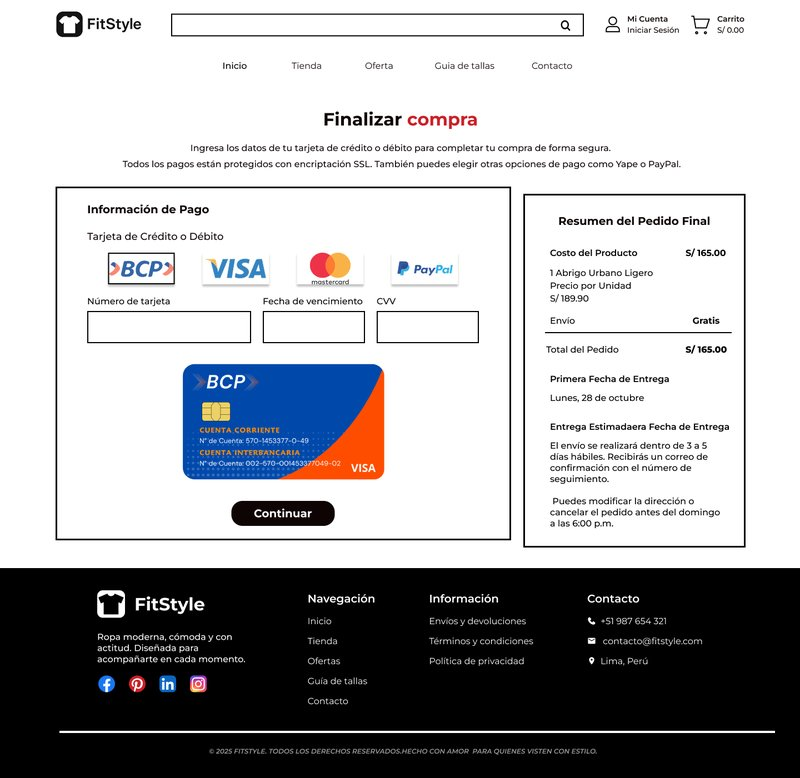 FitStyle
Mi Cuenta
Iniciar Sesión
Carrito
S/ 0.00
Inicio
Tienda
Oferta
Guia de tallas
Contacto
Finalizar compra
Ingresa los datos de tu tarjeta de crédito o débito para completar tu compra de forma segura.
Todos los pagos están protegidos con encriptación SSL. También puedes elegir otras opciones de pago como Yape o PayPal.
Información de Pago
Tarjeta de Crédito o Débito
BCP
VISA
mastercard
PayPal
Número de tarjeta
Fecha de vencimiento
CVV
BCP
CUENTA CORRIENTE
N° de Cuenta: 570-1453377-0-49
CUENTA INTERBANCARIA
N° de Cuenta: 002-570-001453377049-02
VISA
Continuar
Resumen del Pedido Final
Costo del Producto S/ 165.00
1 Abrigo Urbano Ligero
Precio por Unidad
S/ 189.90
Envío Gratis
Total del Pedido S/ 165.00
Primera Fecha de Entrega
Lunes, 28 de octubre
Entrega Estimadaera Fecha de Entrega
El envío se realizará dentro de 3 a 5
días hábiles. Recibirás un correo de
confirmación con el número de
seguimiento.
Puedes modificar la dirección o
cancelar el pedido antes del domingo
a las 6:00 p.m.
FitStyle
Ropa moderna, cómoda y con
actitud. Diseñada para
acompañarte en cada momento.
Navegación
Inicio
Tienda
Ofertas
Guía de tallas
Contacto
Información
Envíos y devoluciones
Términos y condiciones
Política de privacidad
Contacto
+51 987 654 321
contacto@fitstyle.com
Lima, Perú
© 2025 FITSTYLE. TODOS LOS DERECHOS RESERVADOS.HECHO CON AMOR PARA QUIENES VISTEN CON ESTILO.